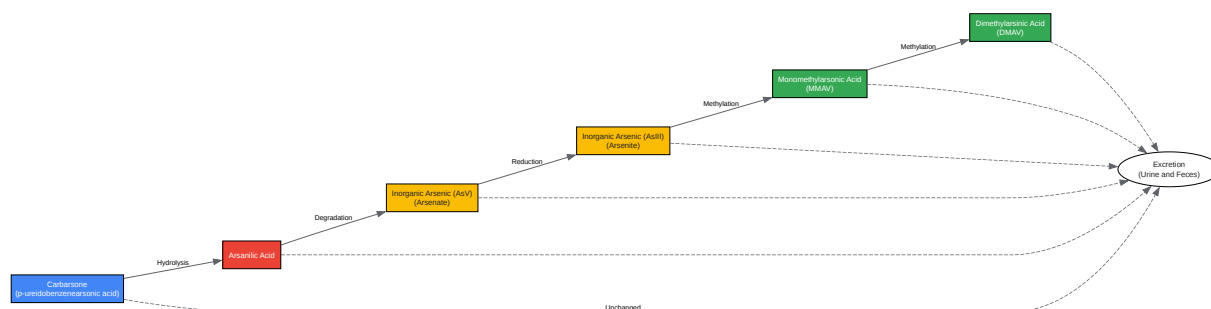 Dimethylarsinic Acid
(DMAV)
Methylation
Monomethylarsonic Acid
(MMAV)
Methylation
Inorganic Arsenic (AsIII)
(Arsenite)
Reduction
Excretion
(Urine and Feces)
Inorganic Arsenic (AsV)
(Arsenate)
Degradation
Arsanilic Acid
Hydrolysis
Carbarsone
(p-ureidobenzenearsonic acid)
Unchanged